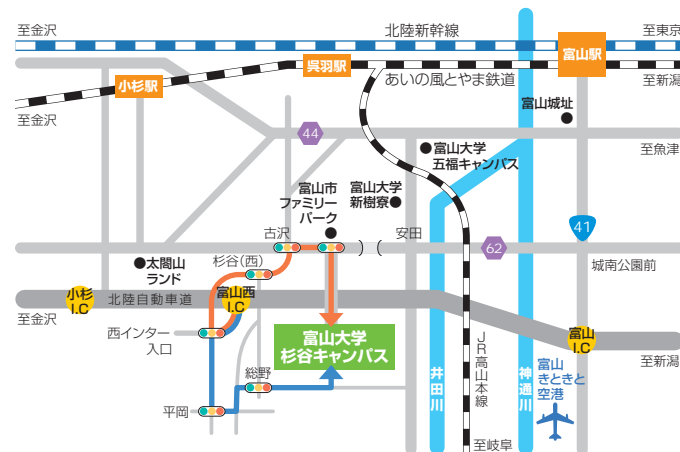 至金沢
北陸新幹線
至東京
富山駅
呉羽駅
小杉駅
あいの風とやま鉄道
至新潟
至金沢
富山城址
44
富山大学
五福キャンパス
至魚津
富山市
ファミリー
パーク
富山大学
新樹寮
古沢
安田
41
62
杉谷(西)
太閤山
ランド
城南公園前
小杉
I.C
北陸自動車道
富山西
I.C
至金沢
西インター
入口
富山大学
杉谷キャンパス
富山
I.C
至新潟
JR高山本線
井田川
神通川
富山
きときと
空港
総野
平岡
至岐阜